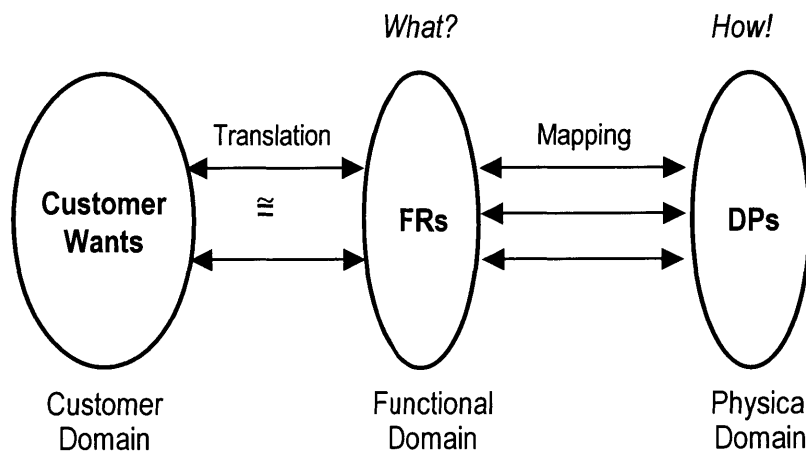 What?
How!
Translation
Mapping
≅
Customer
Wants
FRs
DPs
Customer
Domain
Functional
Domain
Physica
Domain